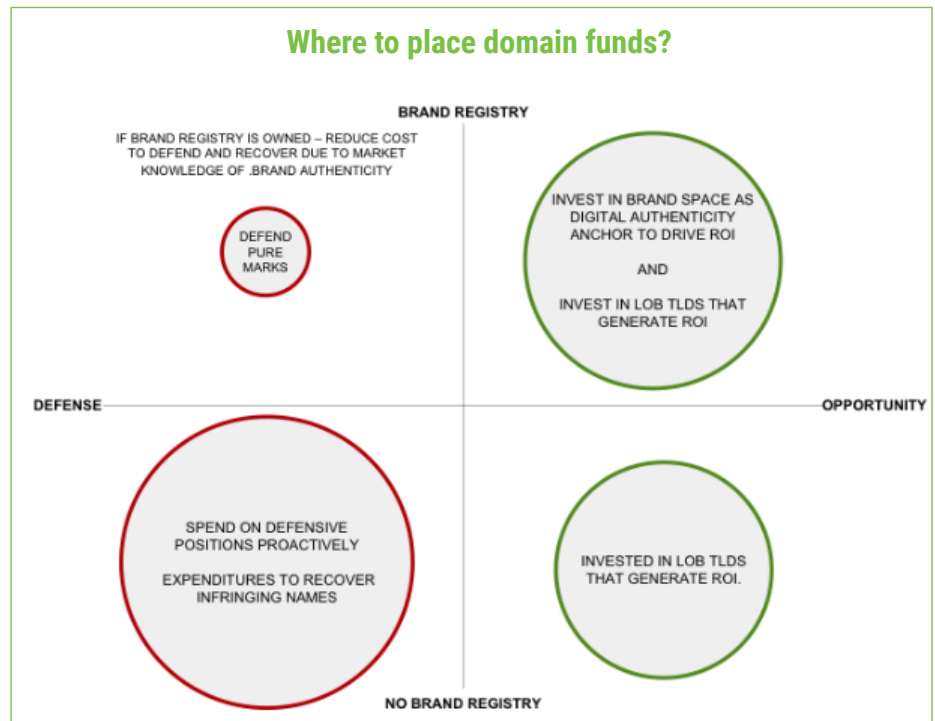 Where to place domain funds?
BRAND REGISTRY
IF BRAND REGISTRY IS OWNED – REDUCE COST
TO DEFEND AND RECOVER DUE TO MARKET
KNOWLEDGE OF .BRAND AUTHENTICITY
DEFEND
PURE
MARKS
INVEST IN BRAND SPACE AS
DIGITAL AUTHENTICITY
ANCHOR TO DRIVE ROI
AND
INVEST IN LOB TLDS THAT
GENERATE ROI
DEFENSE
OPPORTUNITY
SPEND ON DEFENSIVE
POSITIONS PROACTIVELY
EXPENDITURES TO RECOVER
INFRINGING NAMES
INVESTED IN LOB TLDS
THAT GENERATE ROI.
NO BRAND REGISTRY